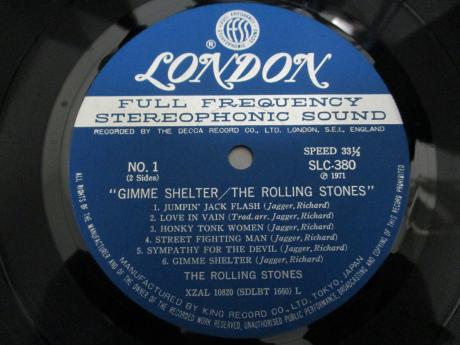 FULL FREQUENCY
STEREOPHONIC
FFSS
®
LONDON
FULL FREQUENCY
STEREOPHONIC SOUND
RECORDED BY THE DECCA RECORD CO., LTD. LONDON, S.E.I., ENGLAND
NO. 1
(2 Sides)
SPEED 33⅓
SLC-380
Ⓟ 1971
"GIMME SHELTER/THE ROLLING STONES"
1. JUMPIN' JACK FLASH (Jagger, Richard)
2. LOVE IN VAIN (Trad. arr. Jagger, Richard)
3. HONKY TONK WOMEN (Jagger, Richard)
4. STREET FIGHTING MAN (Jagger, Richard)
5. SYMPATHY FOR THE DEVIL (Jagger, Richard)
6. GIMME SHELTER (Jagger, Richard)
THE ROLLING STONES
XZAL 10820 (SDLBT 1660) L
MANUFACTURED BY KING RECORD CO., LTD, TOKYO, JAPAN
ALL RIGHTS OF THE MANUFACTURER AND OF THE OWNER OF THE RECORDED WORK RESERVED, UNAUTHORISED PUBLIC PERFORMANCE, BROADCASTING AND COPYING OF THIS RECORD PROHIBITED